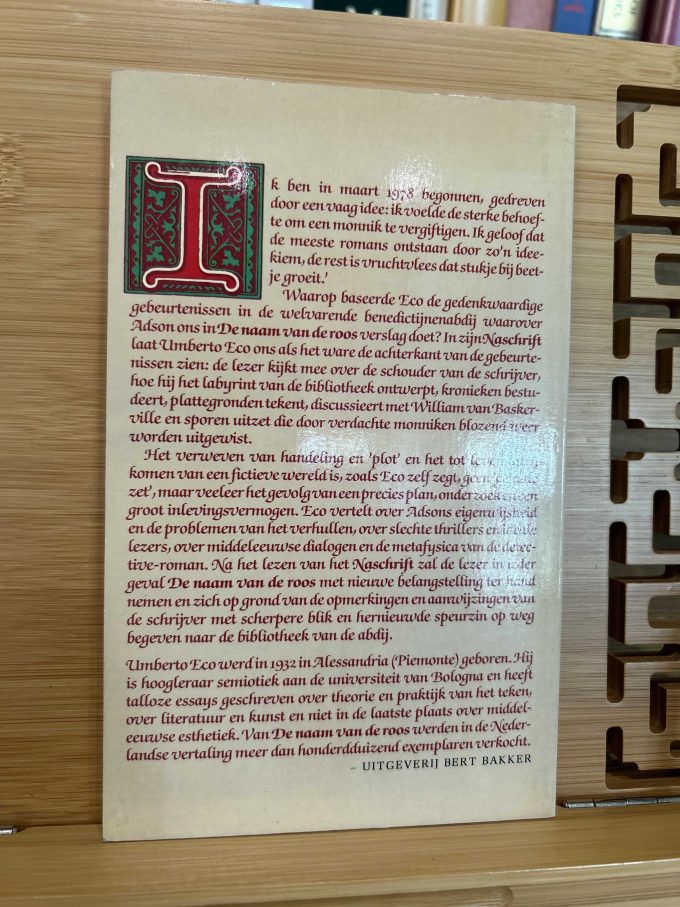 Ik ben in maart 1978 begonnen, gedreven
door een vaag idee: ik voelde de sterke behoef-
te om een monnik te vergiftigen. Ik geloof dat
de meeste romans ontstaan door zo'n idee-
kiem, de rest is vruchtvlees dat stukje bij beet-
je groeit.'
Waarop baseerde Eco de gedenkwaardige
gebeurtenissen in de welvarende benedictijnenabdij waarover
Adson ons in De naam van de roos verslag doet? In zijn Naschrift
laat Umberto Eco ons als het ware de achterkant van de gebeurte-
nissen zien: de lezer kijkt mee over de schouder van de schrijver,
hoe hij het labyrint van de bibliotheek ontwerpt, kronieken bestu-
deert, plattegronden tekent, discussieert met William van Basker-
ville en sporen uitzet die door verdachte monniken blozend weer
worden uitgewist.
Het verweven van handeling en 'plot' en het tot
komen van een fictieve wereld is, zoals Eco zelf zegt, geen
zet', maar veeleer het gevolg van een precies plan, onderzoek en een
groot inlevingsvermogen. Eco vertelt over Adsons eigenwijsheid
en de problemen van het verhullen, over slechte thrillers en
lezers, over middeleeuwse dialogen en de metafysica van de detec-
tive-roman. Na het lezen van het Naschrift zal de lezer in ieder
geval De naam van de roos met nieuwe belangstelling ter hand
nemen en zich op grond van de opmerkingen en aanwijzingen van
de schrijver met scherpere blik en hernieuwde speurzin op weg
begeven naar de bibliotheek van de abdij.
Umberto Eco werd in 1932 in Alessandria (Piemonte) geboren. Hij
is hoogleraar semiotiek aan de universiteit van Bologna en heeft
talloze essays geschreven over theorie en praktijk van het teken,
over literatuur en kunst en niet in de laatste plaats over middel-
eeuwse esthetiek. Van De naam van de roos werden in de Neder-
landse vertaling meer dan honderdduizend exemplaren verkocht.
– UITGEVERIJ BERT BAKKER